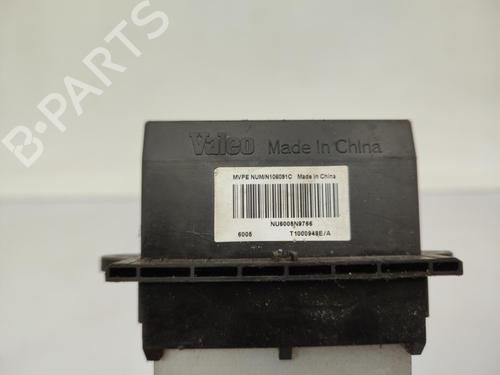 B-PARTS
Valeo Made In China
MVPE NUM/N106091C Made in China
NU6005N9766
6005 T1000948E/A